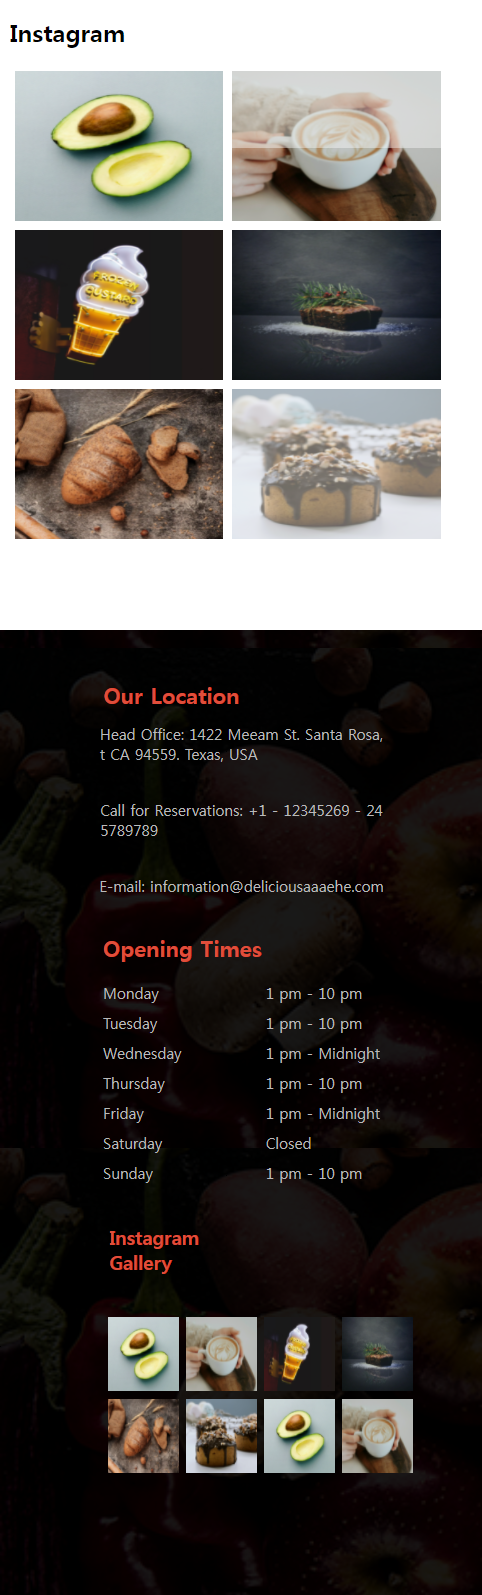 Instagram
FROZEN
CUSTARD
Our Location
Head Office: 1422 Meeam St. Santa Rosa,
t CA 94559. Texas, USA
Call for Reservations: +1 - 12345269 - 24
5789789
E-mail: information@deliciousaaaehe.com
Opening Times
Monday 1 pm - 10 pm
Tuesday 1 pm - 10 pm
Wednesday 1 pm - Midnight
Thursday 1 pm - 10 pm
Friday 1 pm - Midnight
Saturday Closed
Sunday 1 pm - 10 pm
Instagram
Gallery